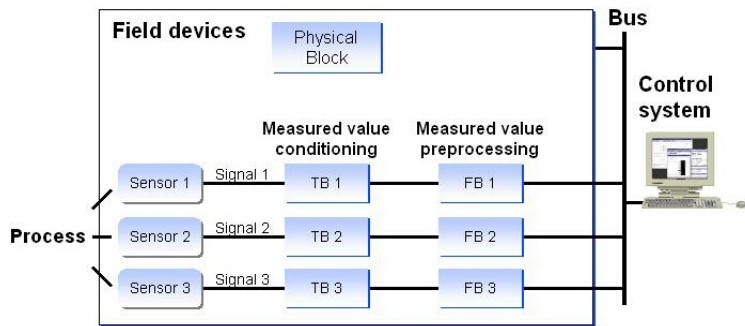 Field devices
Physical
Block
Bus
Control
system
Measured value
conditioning
Measured value
preprocessing
Sensor 1
Signal 1
TB 1
FB 1
Process
Sensor 2
Signal 2
TB 2
FB 2
Sensor 3
Signal 3
TB 3
FB 3